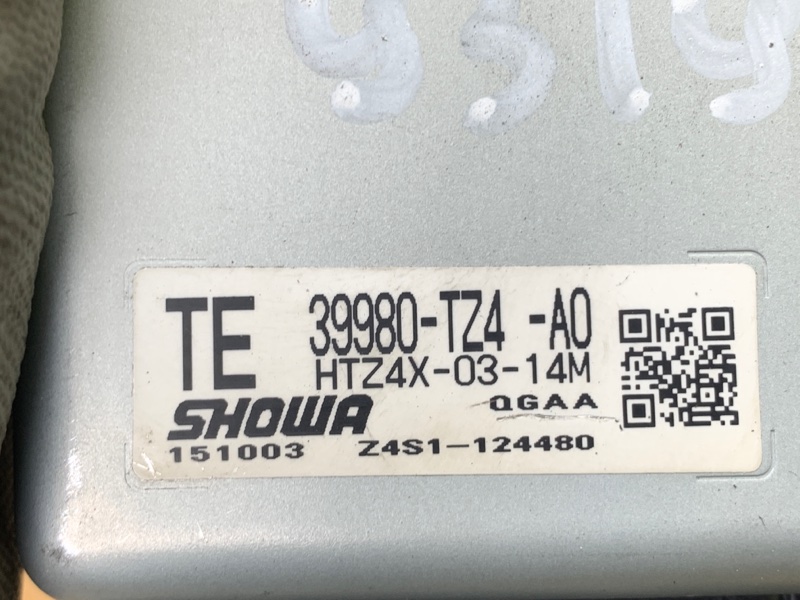 TE
39980-TZ4 -A0
HTZ4X-03-14M
SHOWA
QGAA
151003
Z4S1-124480